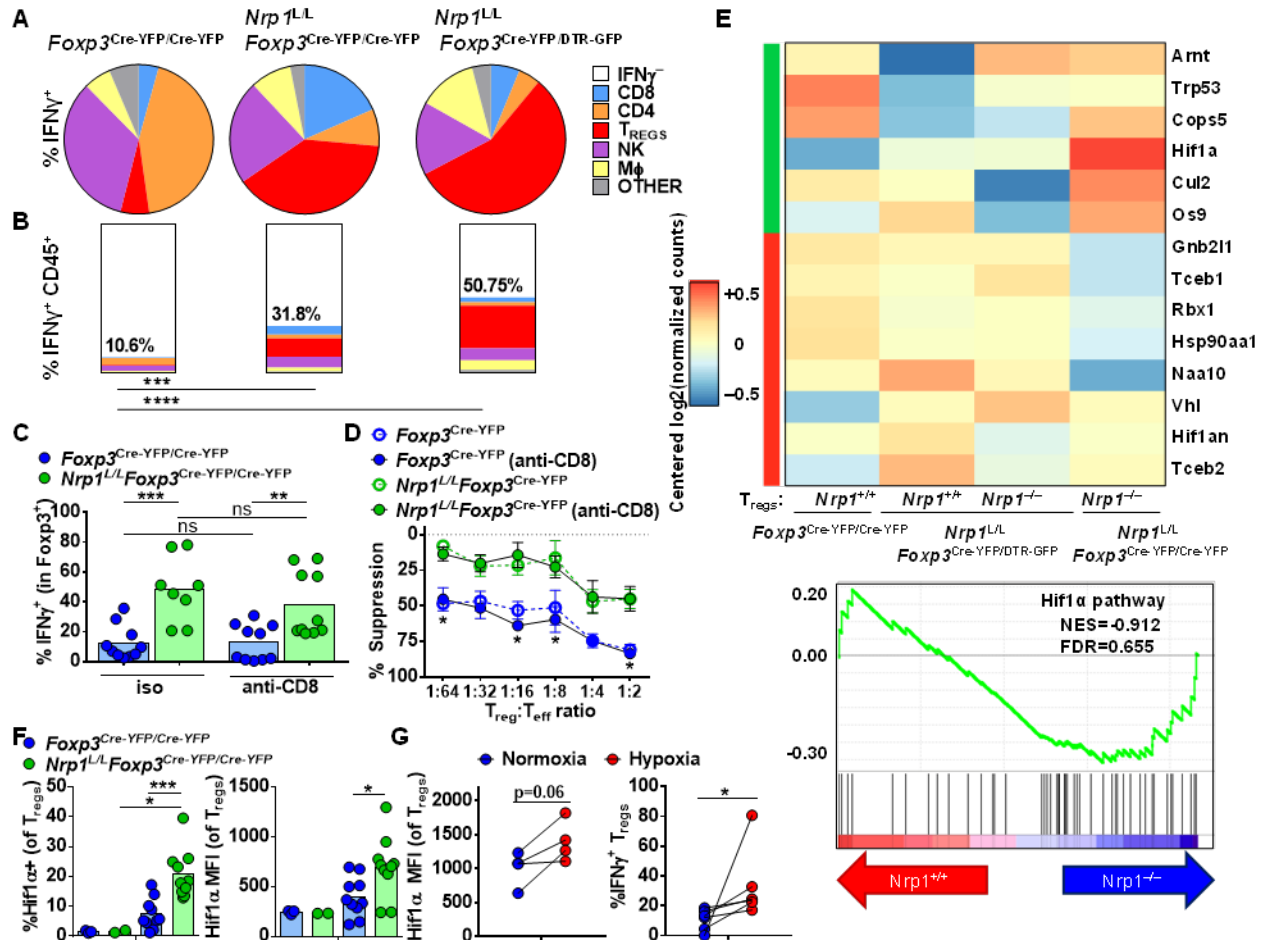 A
Foxp3Cre-YFP/Cre-YFP
Nrp1L/L
Foxp3Cre-YFP/Cre-YFP
Nrp1L/L
Foxp3Cre-YFP/DTR-GFP
% IFNγ+
IFNγ−
CD8
CD4
TREGS
NK
Mϕ
OTHER
B
% IFNγ+ CD45+
10.6%
31.8%
50.75%
***
****
C
Foxp3Cre-YFP/Cre-YFP
Nrp1L/LFoxp3Cre-YFP/Cre-YFP
*** **
ns
ns
% IFNγ+ (in Foxp3+)
100
80
60
40
20
0
iso anti-CD8
D
Foxp3Cre-YFP
Foxp3Cre-YFP (anti-CD8)
Nrp1L/LFoxp3Cre-YFP
Nrp1L/LFoxp3Cre-YFP (anti-CD8)
% Suppression
0
25
50
75
100
* * * *
1:64 1:32 1:16 1:8 1:4 1:2
Treg:Teff ratio
E
Arnt
Trp53
Cops5
Hif1a
Cul2
Os9
Gnb2l1
Tceb1
Rbx1
Hsp90aa1
Naa10
Vhl
Hif1an
Tceb2
Centered log2(normalized counts)
+0.5
0
−0.5
Tregs: Nrp1+/+ Nrp1+/+ Nrp1−/− Nrp1−/−
Foxp3Cre-YFP/Cre-YFP
Nrp1L/L
Foxp3Cre-YFP/DTR-GFP
Nrp1L/L
Foxp3Cre-YFP/Cre-YFP
0.20
0.00
-0.30
Hif1α pathway
NES=-0.912
FDR=0.655
Nrp1+/+
Nrp1−/−
F
Foxp3Cre-YFP/Cre-YFP
Nrp1L/LFoxp3Cre-YFP/Cre-YFP
%Hif1α+ (of Tregs)
50
40
30
20
10
0
***
*
Hif1α MFI (of Tregs)
1500
1000
500
0
*
G
Normoxia Hypoxia
Hif1α MFI (of Tregs)
2000
1500
1000
500
0
p=0.06
%IFNγ+ Tregs
100
80
60
40
20
0
*